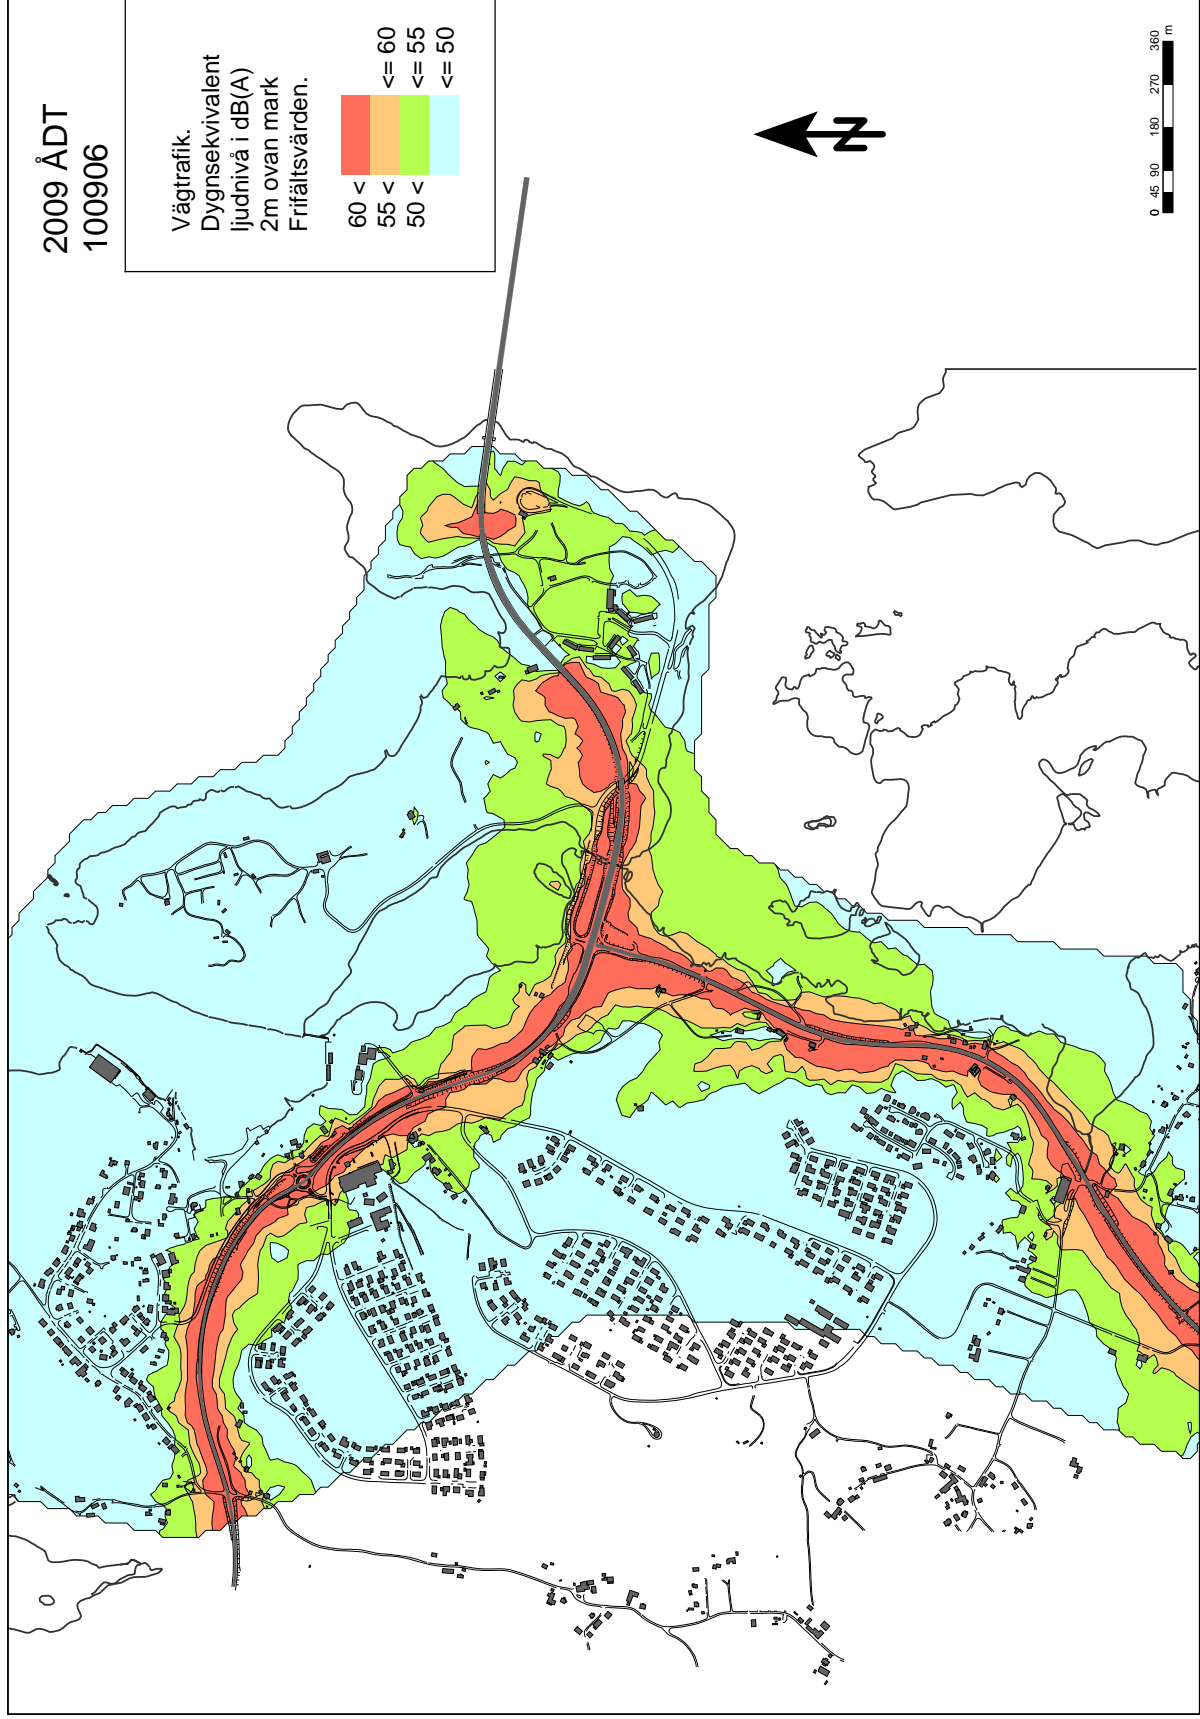 2009 ÅDT
100906
Vägtrafik.
Dygnsekvivalent
ljudnivå i dB(A)
2m ovan mark
Frifältsvärden.
60 <
55 < <= 60
50 < <= 55
<= 50
N
0 45 90 180 270 360
m